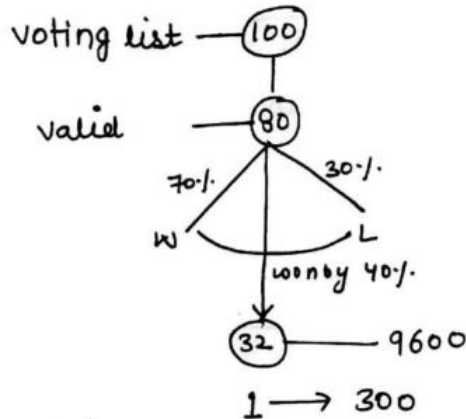 voting list 100
valid 80
70% 30%
W L
won by 40%
32 9600
1 → 300